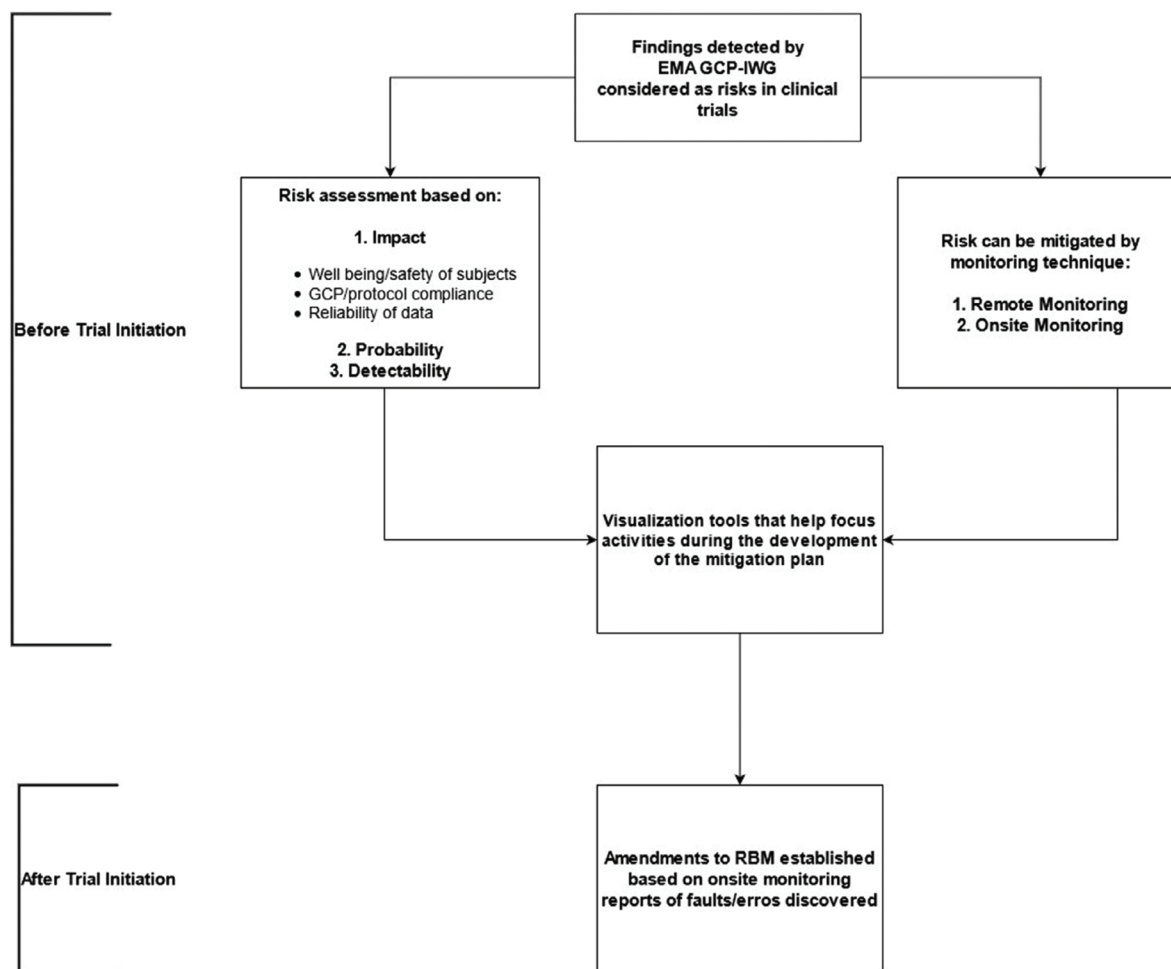 Findings detected by
EMA GCP-IWG
considered as risks in clinical
trials
Risk assessment based on:
1. Impact
• Well being/safety of subjects
• GCP/protocol compliance
• Reliability of data
2. Probability
3. Detectability
Risk can be mitigated by
monitoring technique:
1. Remote Monitoring
2. Onsite Monitoring
Before Trial Initiation
Visualization tools that help focus
activities during the development
of the mitigation plan
After Trial Initiation
Amendments to RBM established
based on onsite monitoring
reports of faults/erros discovered